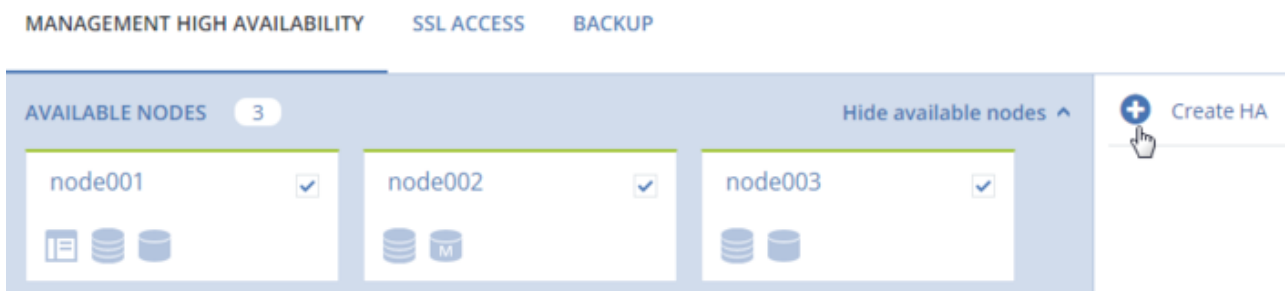 MANAGEMENT HIGH AVAILABILITY SSL ACCESS BACKUP
AVAILABLE NODES 3 Hide available nodes Create HA
node001 node002 node003
M